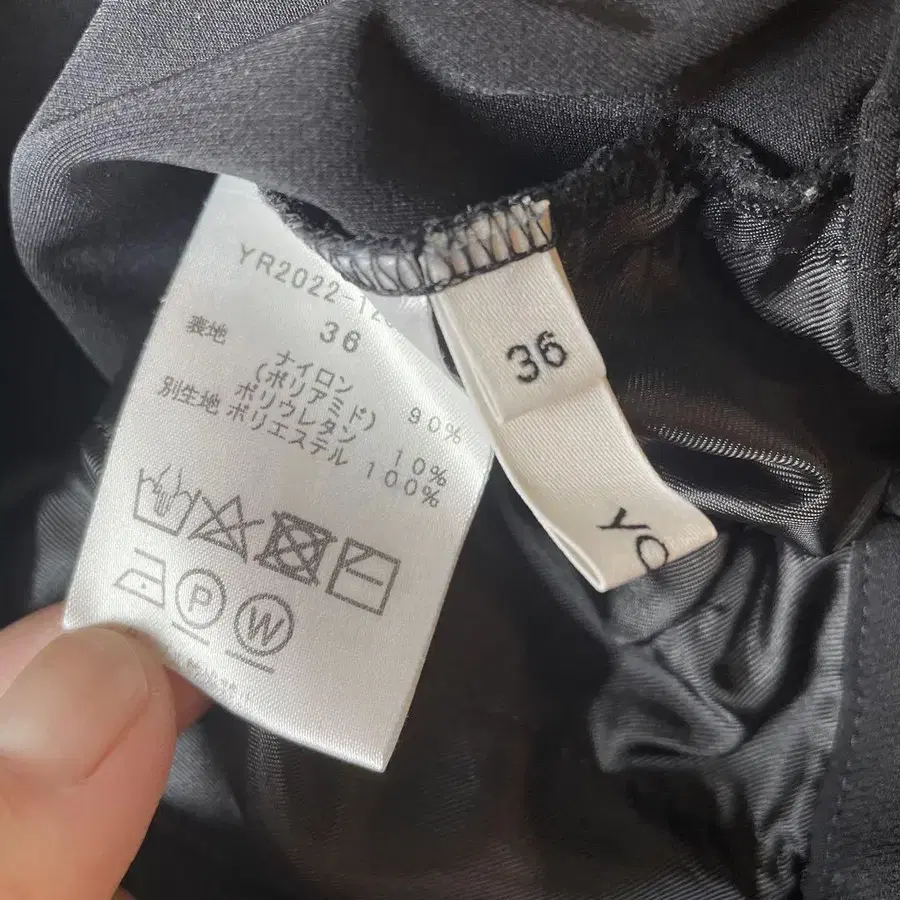 YR2022-12
36
表地 ナイロン
(ポリアミド) 90%
ポリウレタン 10%
別生地 ポリエステル 100%
P
W
36
YO